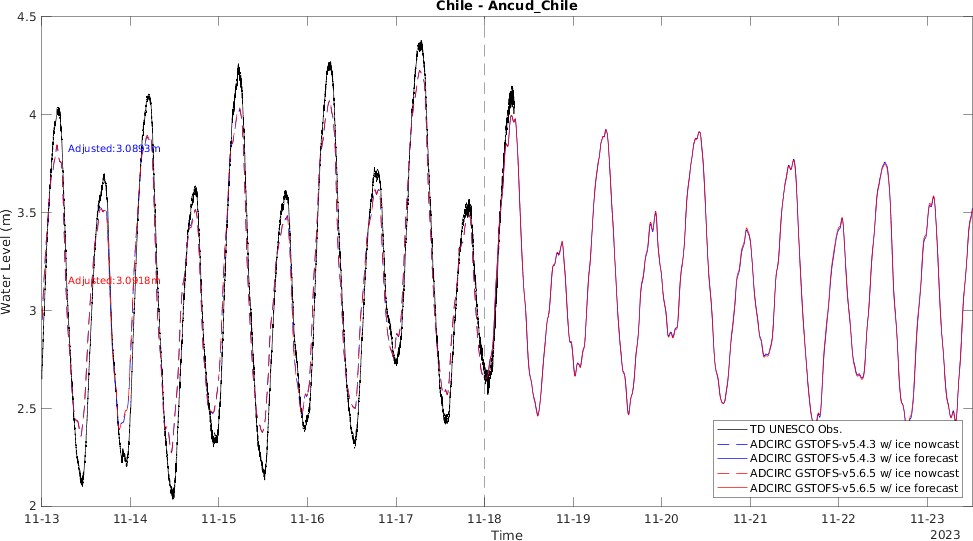 Chile - Ancud_Chile
4.5
4
3.5
3
2.5
2
Water Level (m)
Adjusted:3.0893m
Adjusted:3.0918m
TD UNESCO Obs.
ADCIRC GSTOFS-v5.4.3 w/ ice nowcast
ADCIRC GSTOFS-v5.4.3 w/ ice forecast
ADCIRC GSTOFS-v5.6.5 w/ ice nowcast
ADCIRC GSTOFS-v5.6.5 w/ ice forecast
11-13 11-14 11-15 11-16 11-17 11-18 11-19 11-20 11-21 11-22 11-23
2023
Time